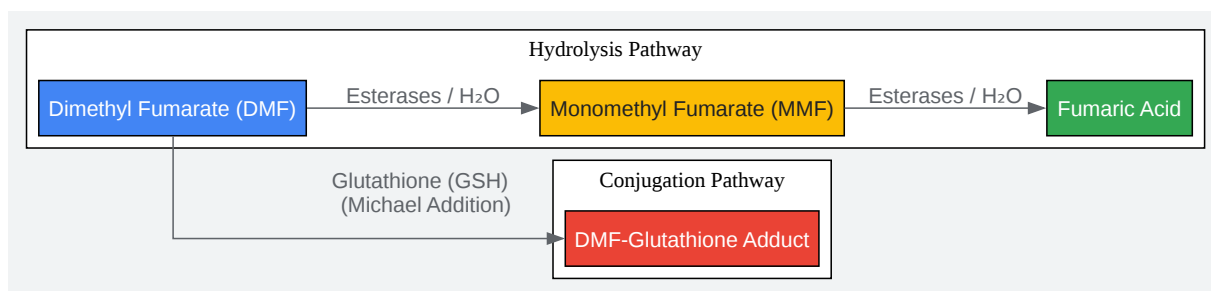 Hydrolysis Pathway
Dimethyl Fumarate (DMF)
Esterases / H₂O
Monomethyl Fumarate (MMF)
Esterases / H₂O
Fumaric Acid
Glutathione (GSH)
(Michael Addition)
Conjugation Pathway
DMF-Glutathione Adduct